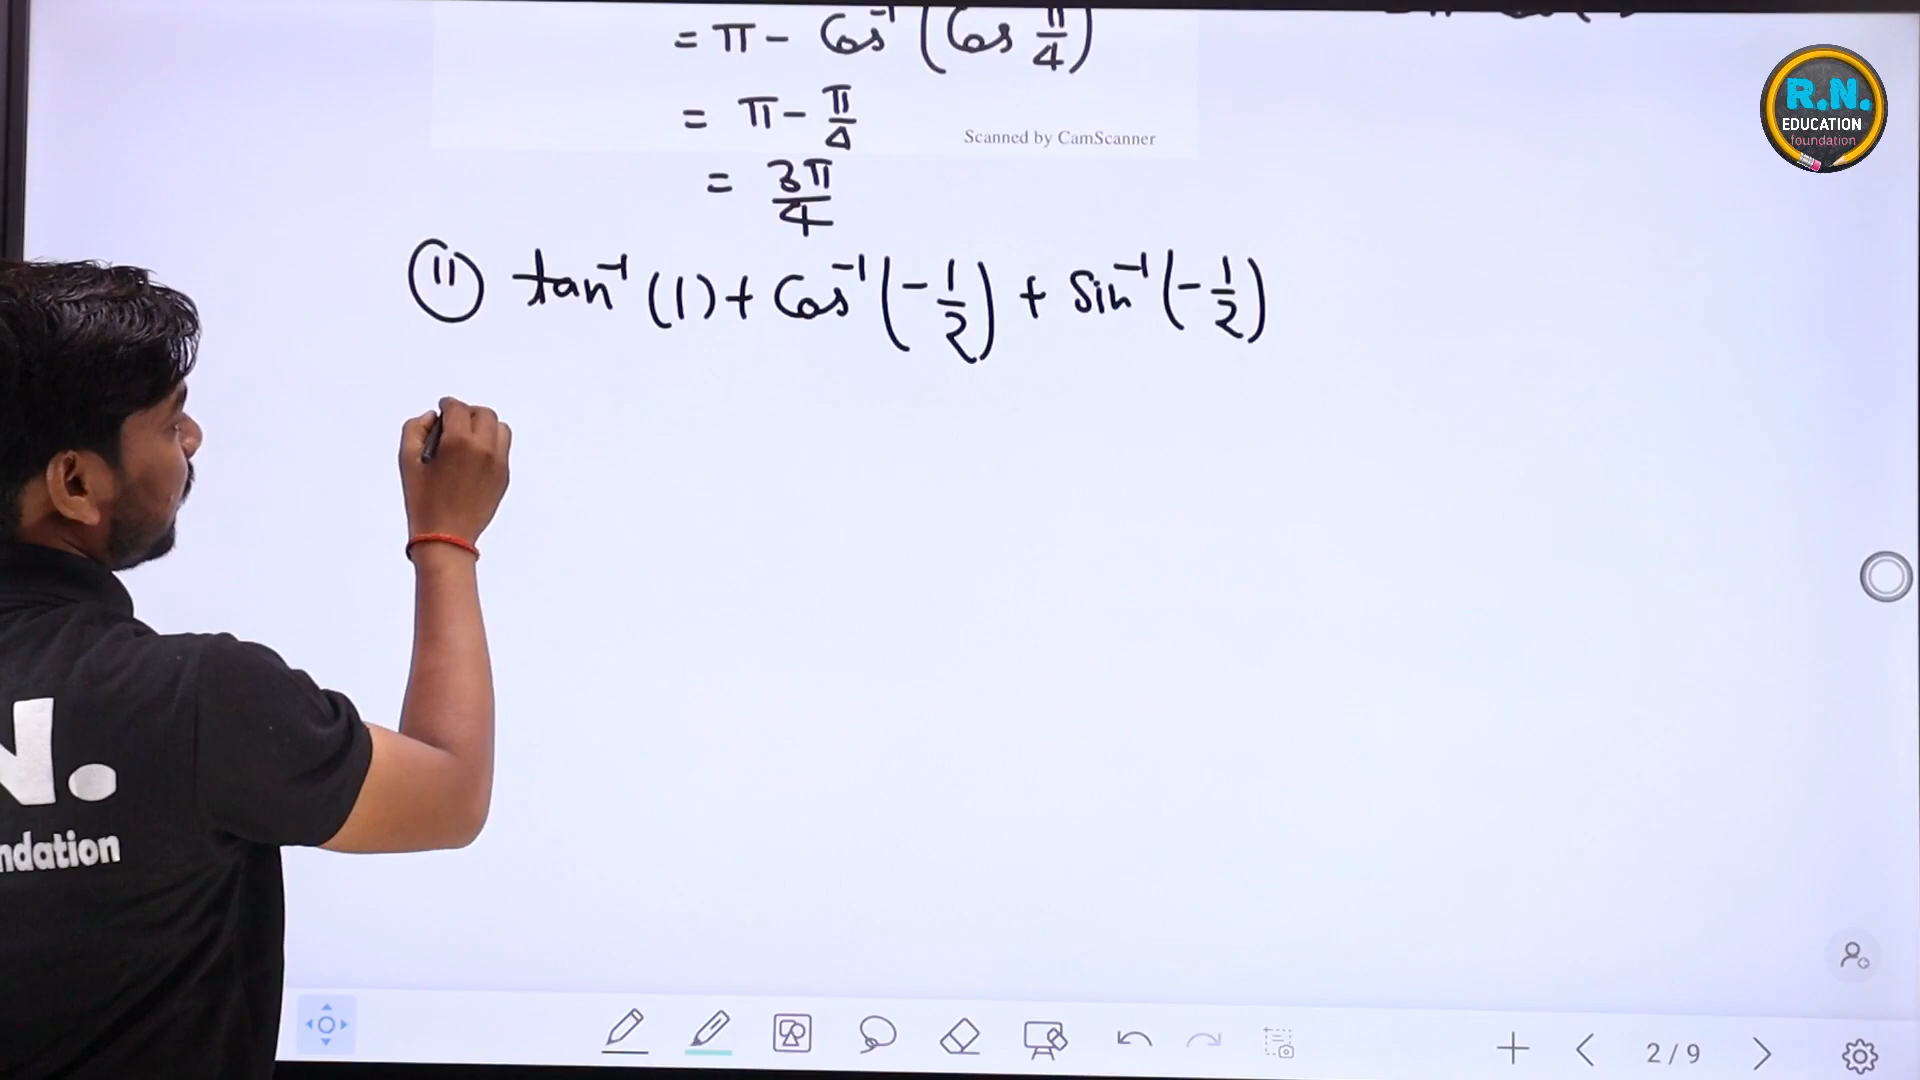 = π - Cos⁻¹ (Cos π/4)
= π - π/4
Scanned by CamScanner
= 3π/4
(11) tan⁻¹ (1) + Cos⁻¹ (-1/2) + Sin⁻¹ (-1/2)
R.N.
EDUCATION
foundation
N.
ndation
2/9